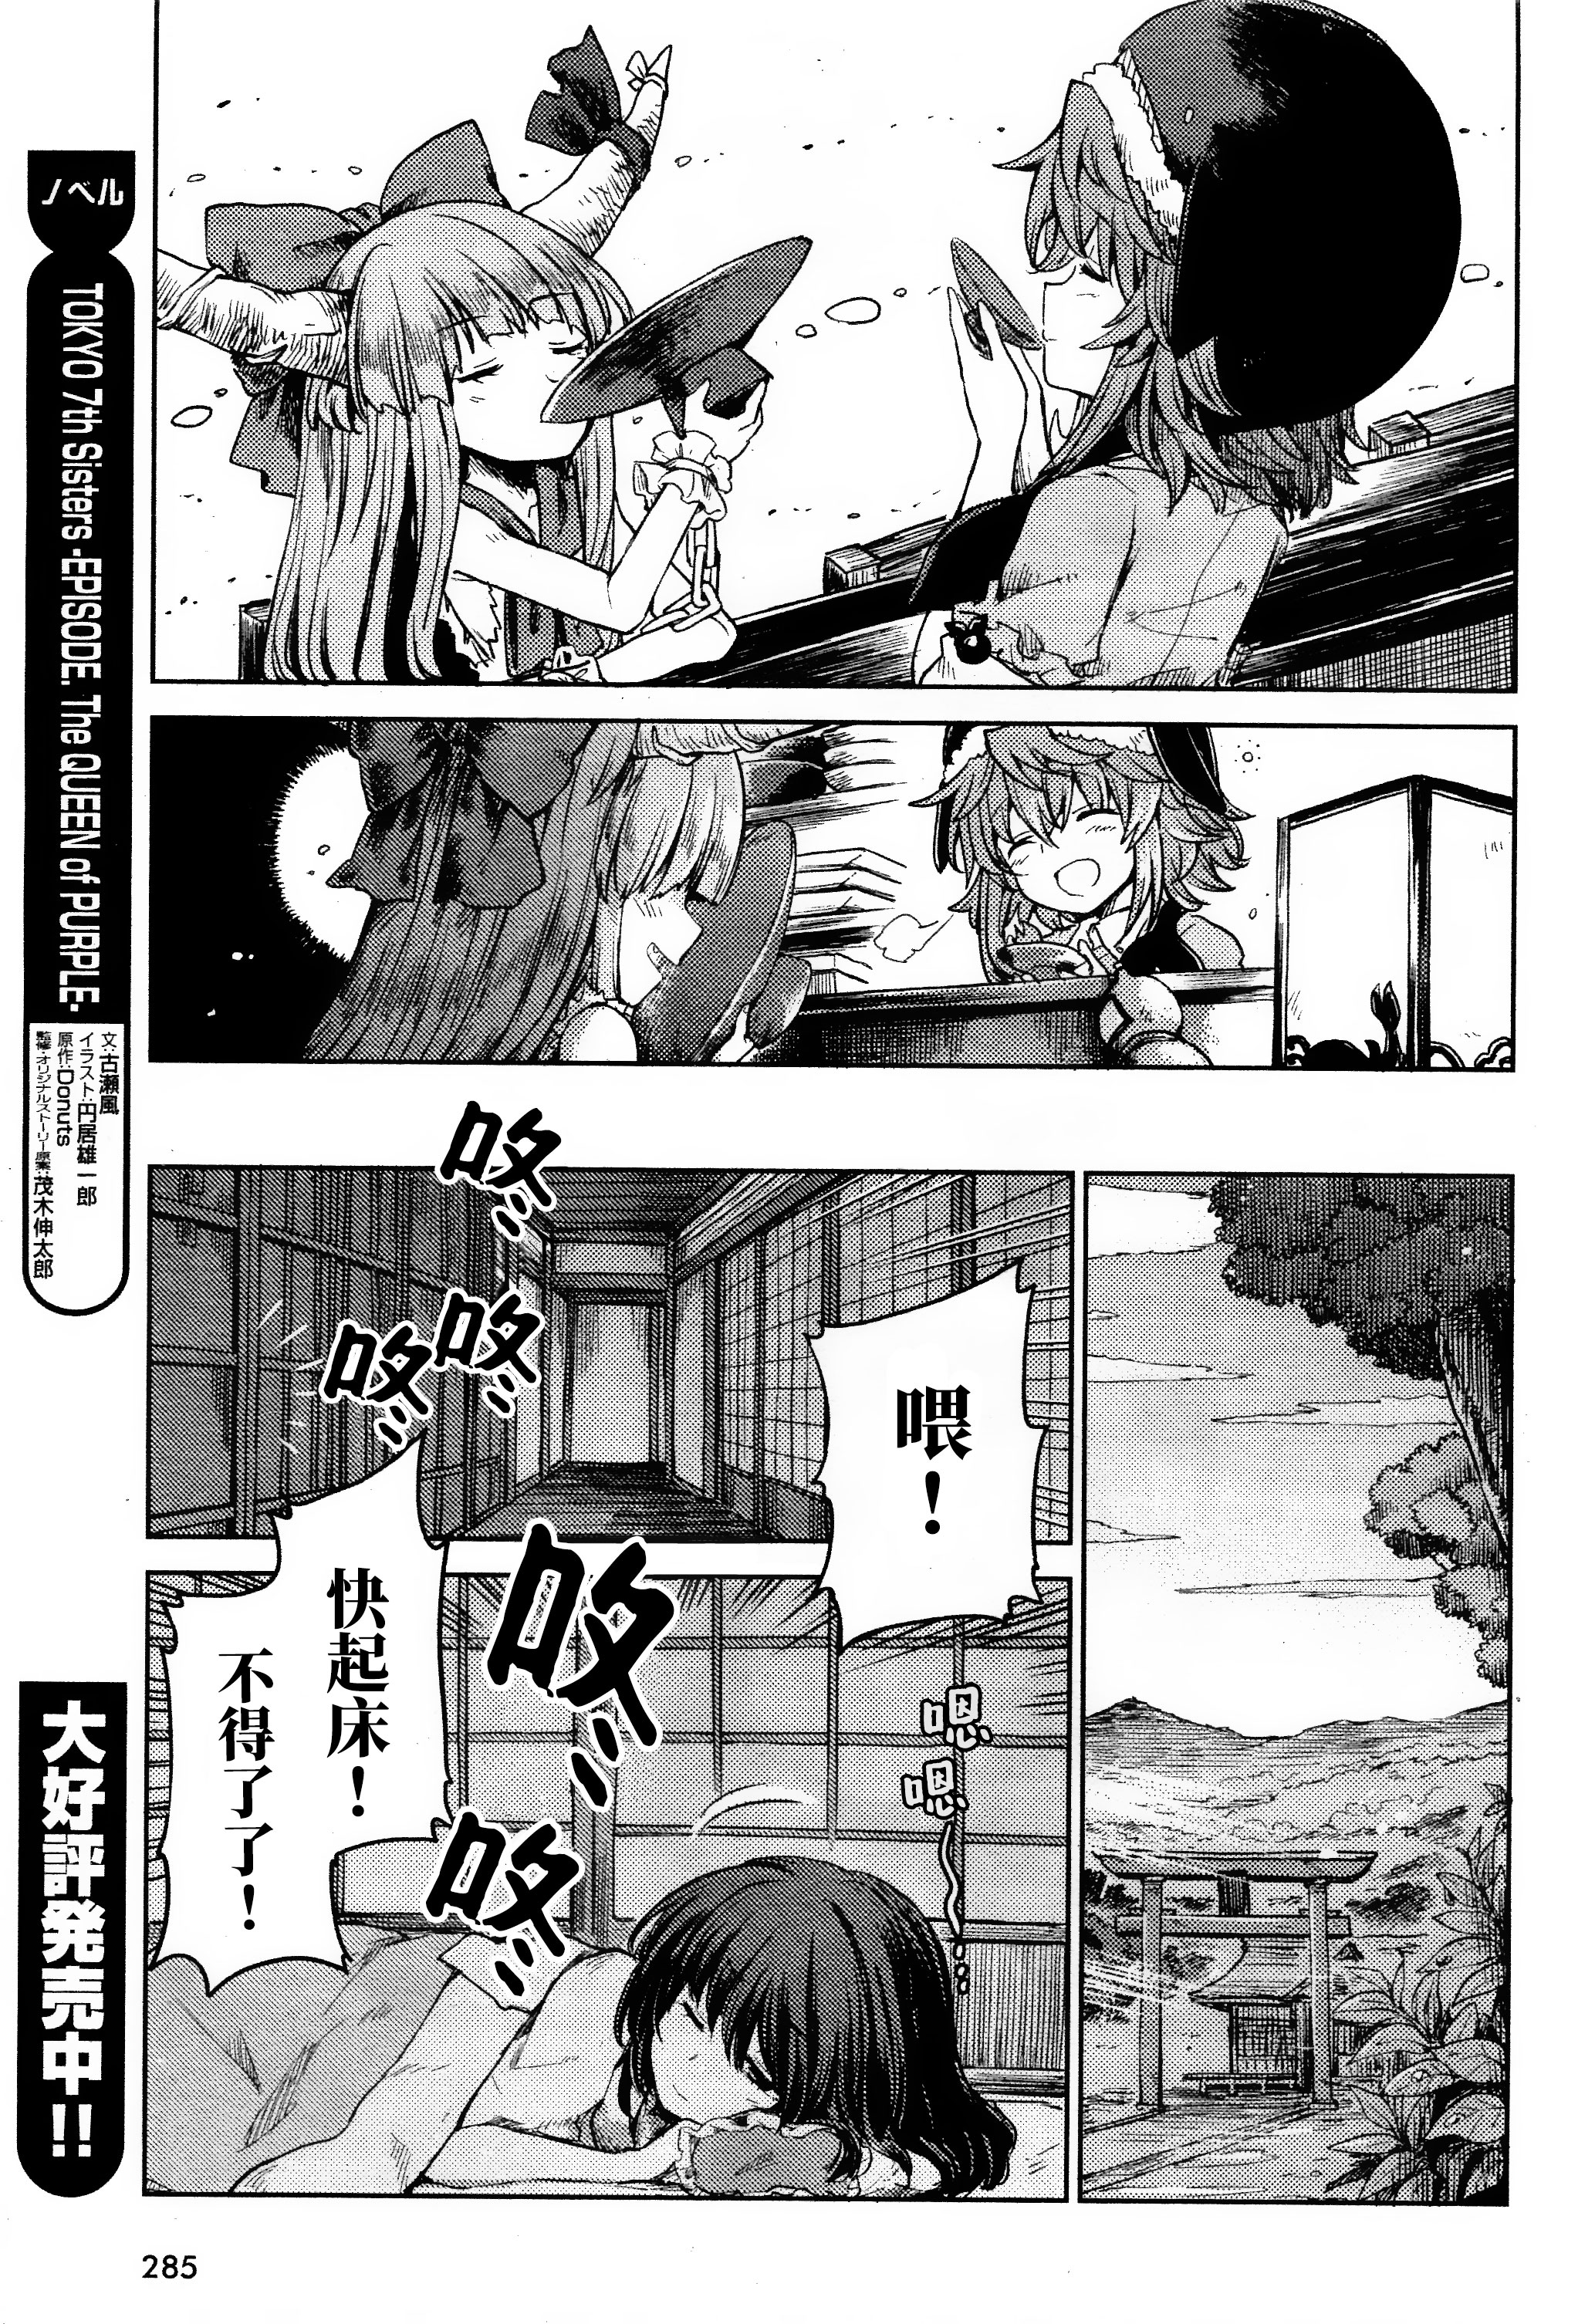 ノベル
TOKYO 7th Sisters -EPISODE. The QUEEN of PURPLE-
文:古瀬風
イラスト:円居雄一郎
原作:Donuts
監修・オリジナルストーリー原案:茂木伸太郎
大好評発売中!!
咚
咚
咚
喂!
快起床!
不得了了!
咚
咚
嗯
嗯
285